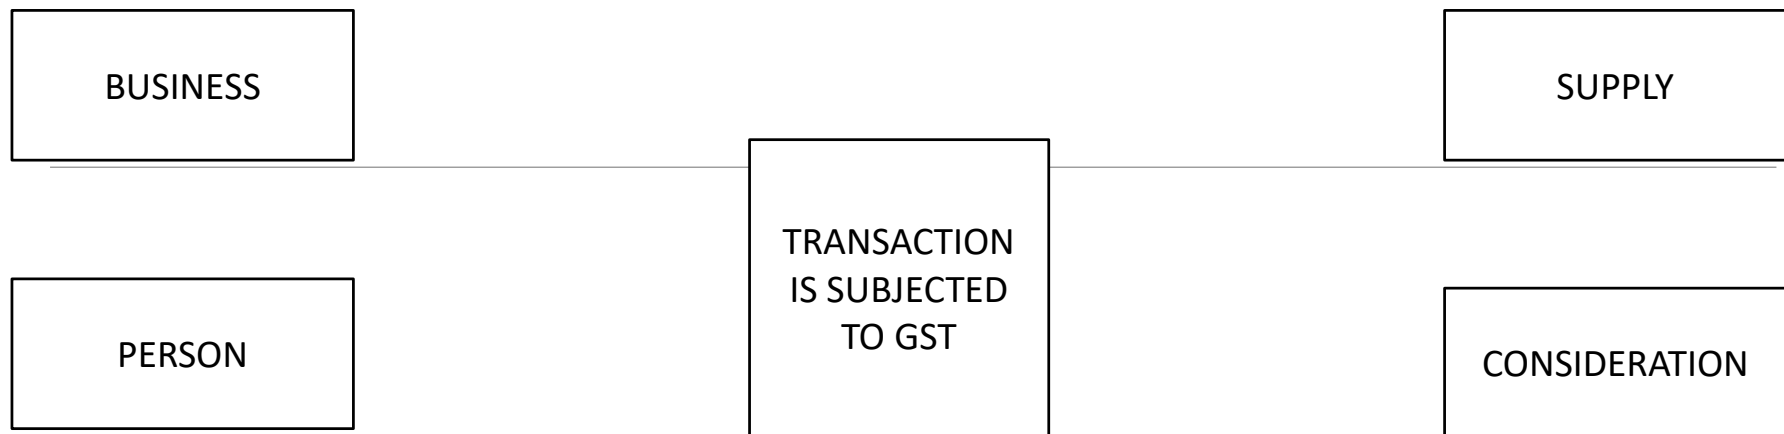 BUSINESS
SUPPLY
TRANSACTION
IS SUBJECTED
TO GST
PERSON
CONSIDERATION